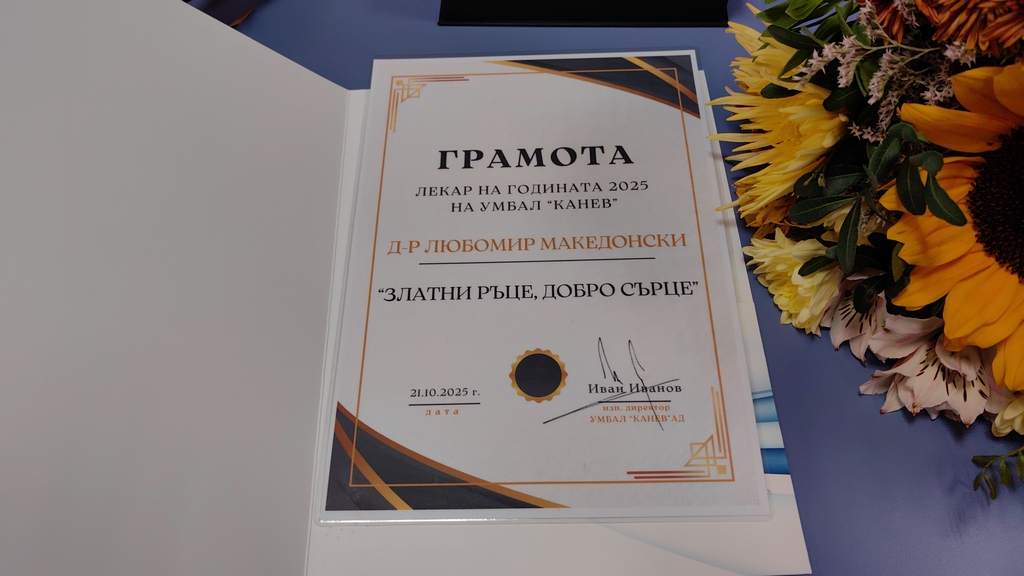 ГРАМОТА
ЛЕКАР НА ГОДИНАТА 2025
НА УМБАЛ “КАНЕВ”
Д-Р ЛЮБОМИР МАКЕДОНСКИ
“ЗЛАТНИ РЪЦЕ, ДОБРО СЪРЦЕ”
21.10.2025 г.
дата
Иван Иванов
изп. директор
УМБАЛ "КАНЕВ"АД